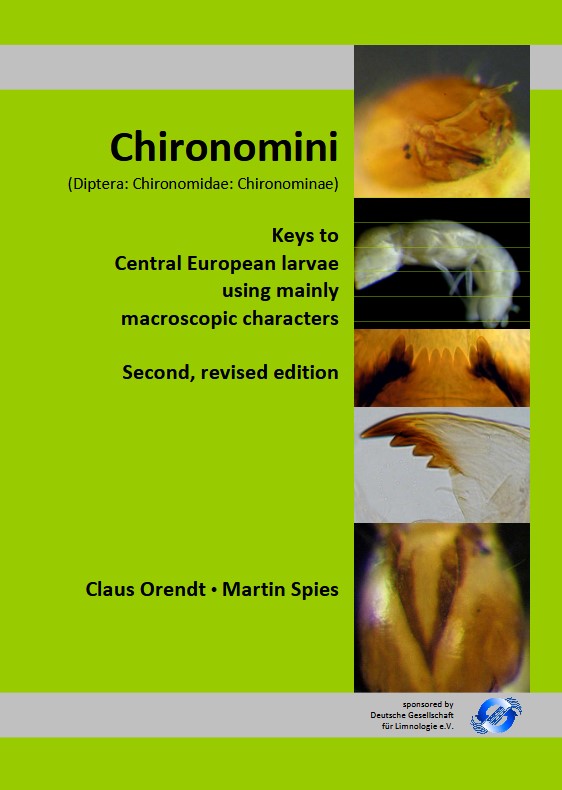 Chironomini
(Diptera: Chironomidae: Chironominae)
Keys to
Central European larvae
using mainly
macroscopic characters
Second, revised edition
Claus Orendt • Martin Spies
sponsored by
Deutsche Gesellschaft
für Limnologie e.V.